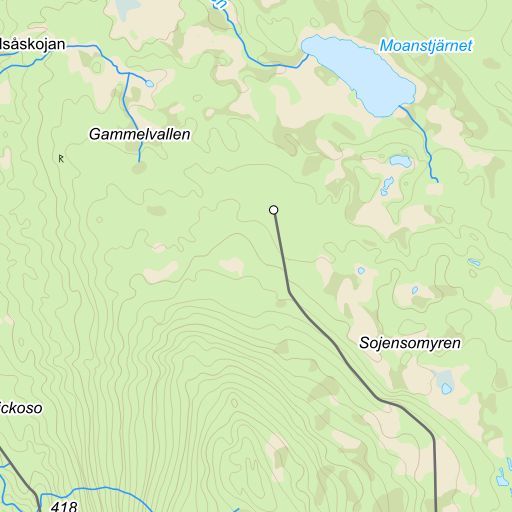 Moanstjärnet
lsåskojan
Gammelvallen
R
Sojensomyren
ickoso
418